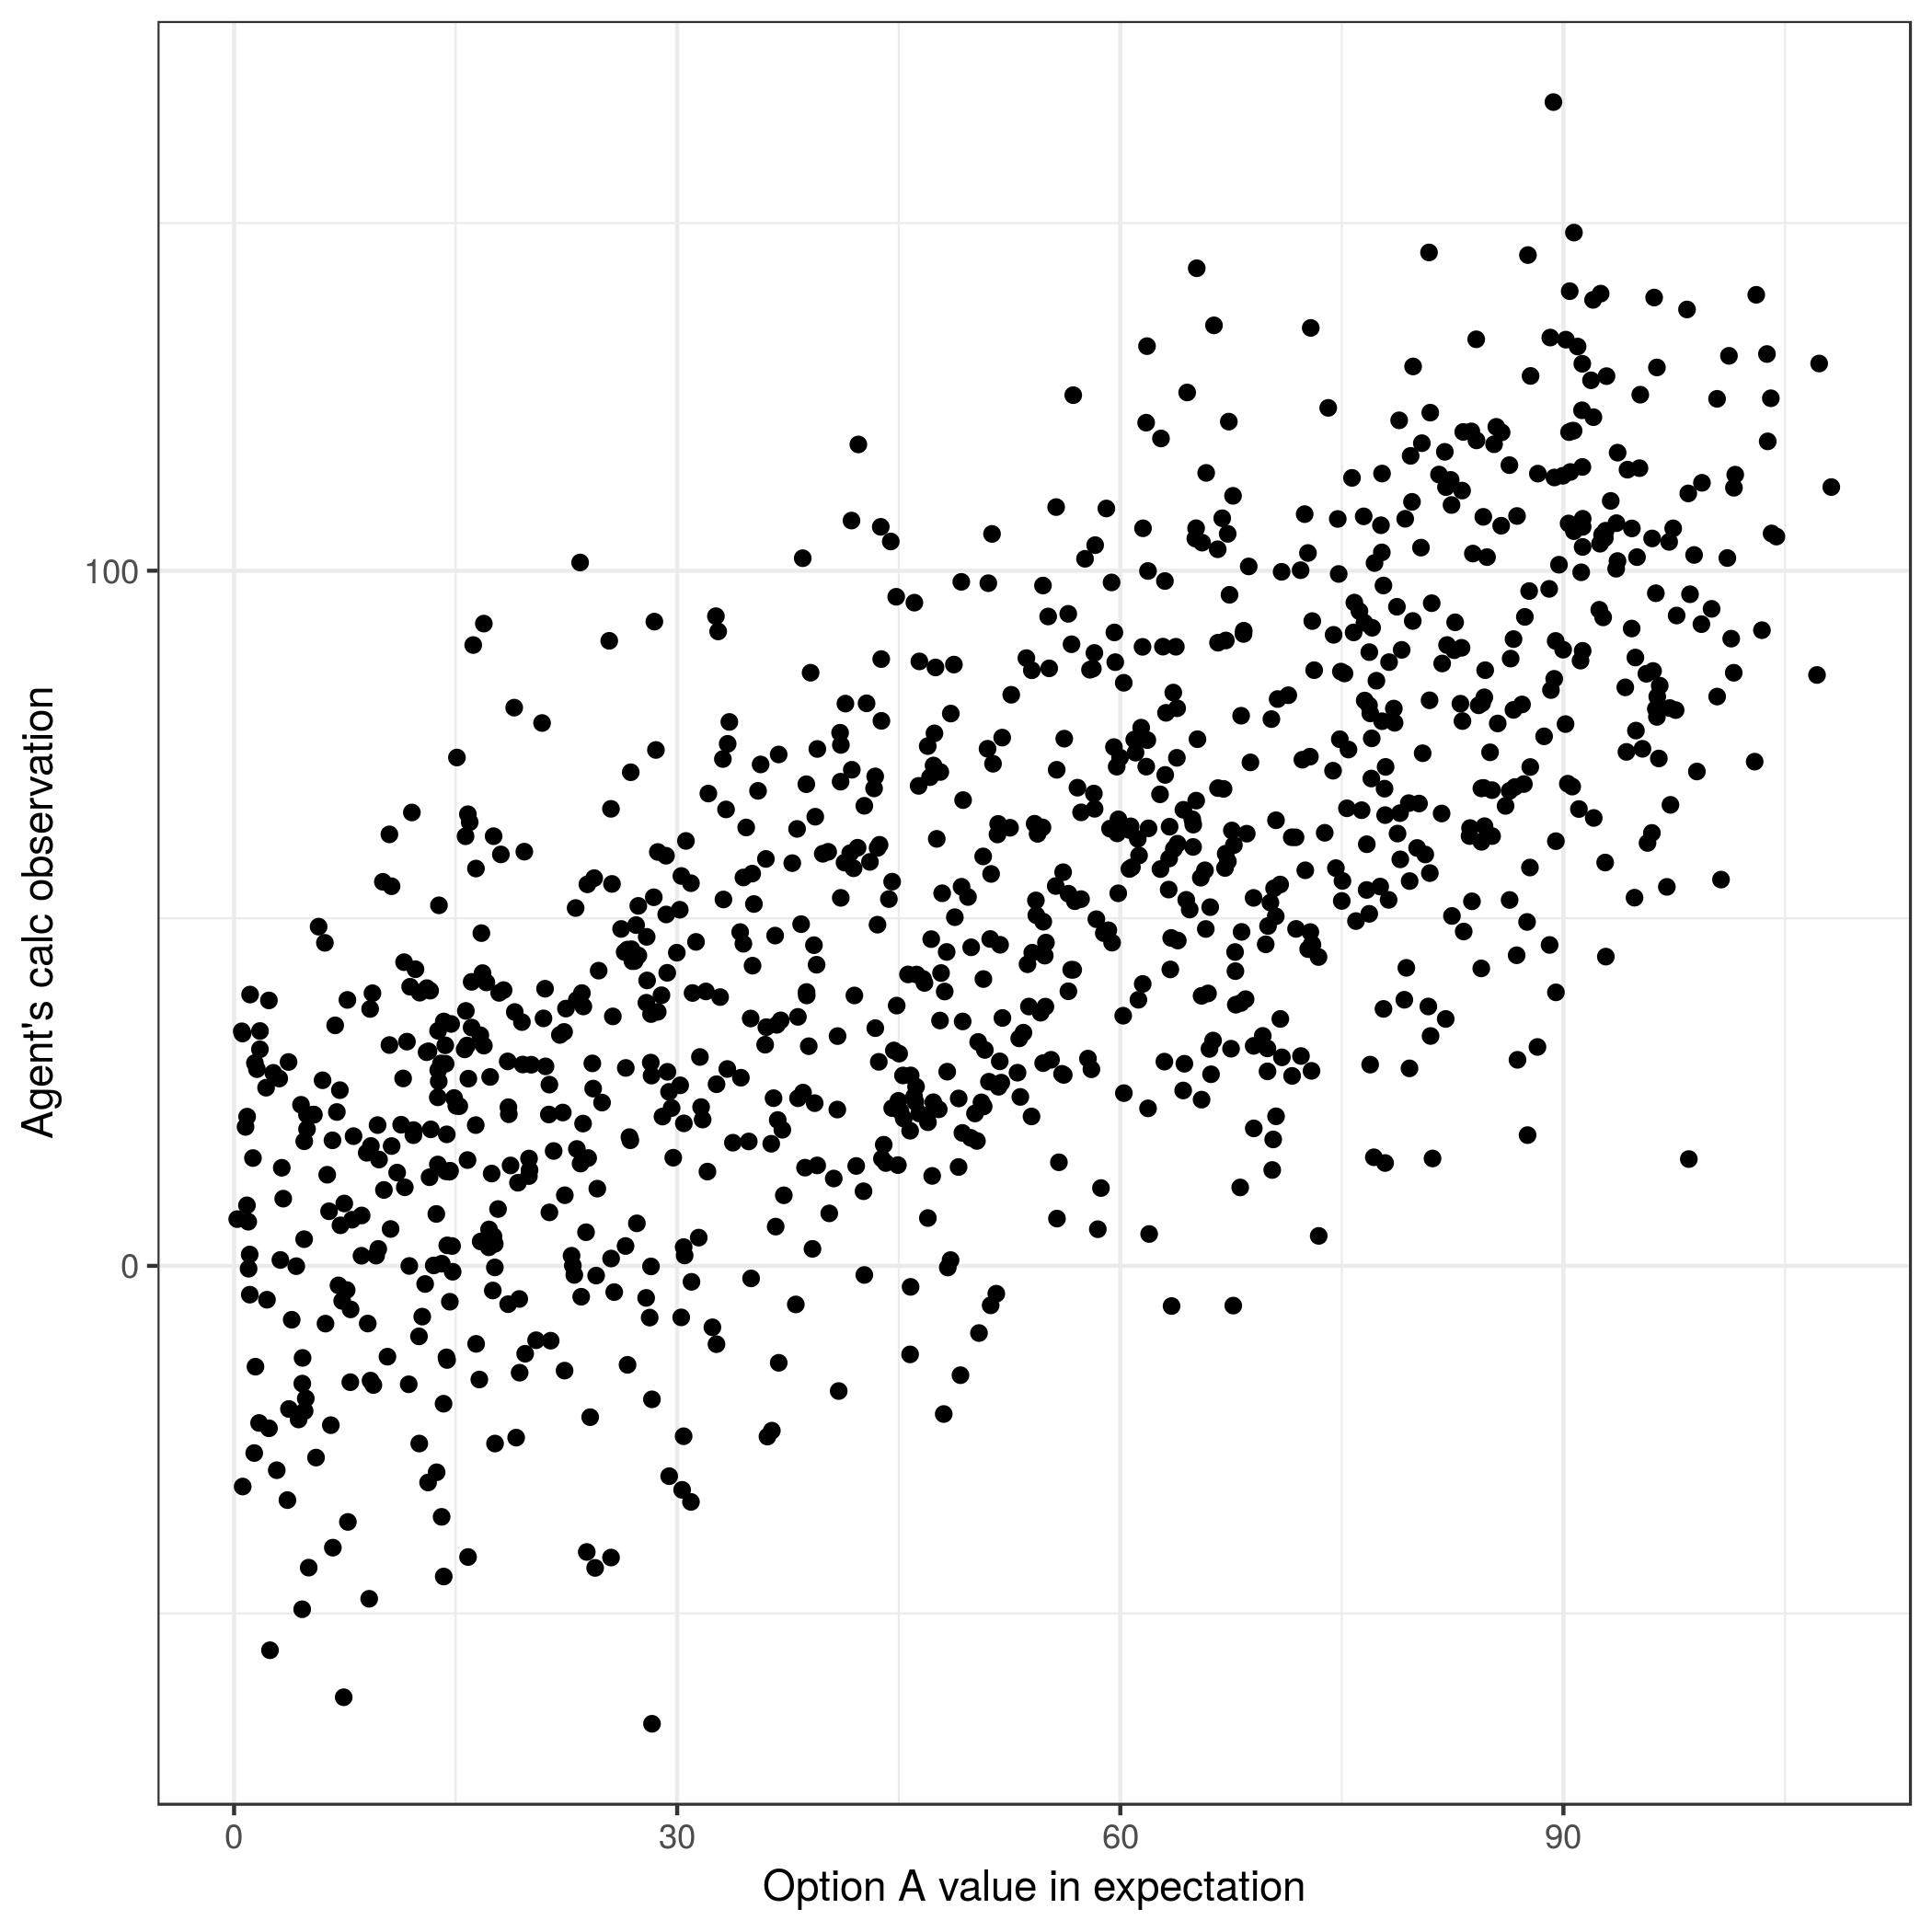 Agent's calc observation
100
0
0 30 60 90
Option A value in expectation